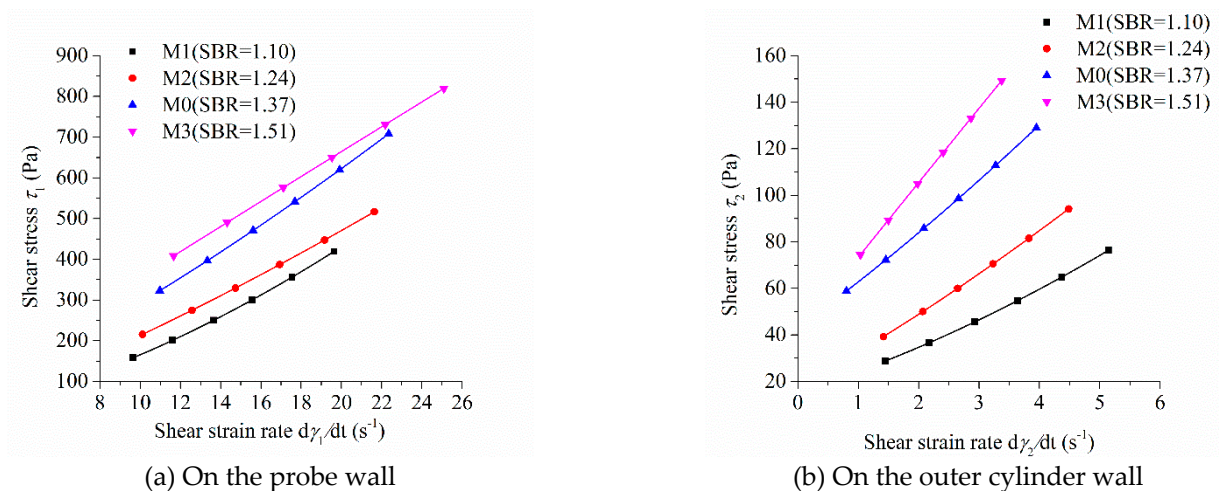 900
800
700
600
500
400
300
200
100
Shear stress τ1 (Pa)
M1(SBR=1.10)
M2(SBR=1.24)
M0(SBR=1.37)
M3(SBR=1.51)
8 10 12 14 16 18 20 22 24 26
Shear strain rate dγ1/dt (s-1)
(a) On the probe wall
160
140
120
100
80
60
40
20
Shear stress τ2 (Pa)
M1(SBR=1.10)
M2(SBR=1.24)
M0(SBR=1.37)
M3(SBR=1.51)
0 1 2 3 4 5 6
Shear strain rate dγ2/dt (s-1)
(b) On the outer cylinder wall